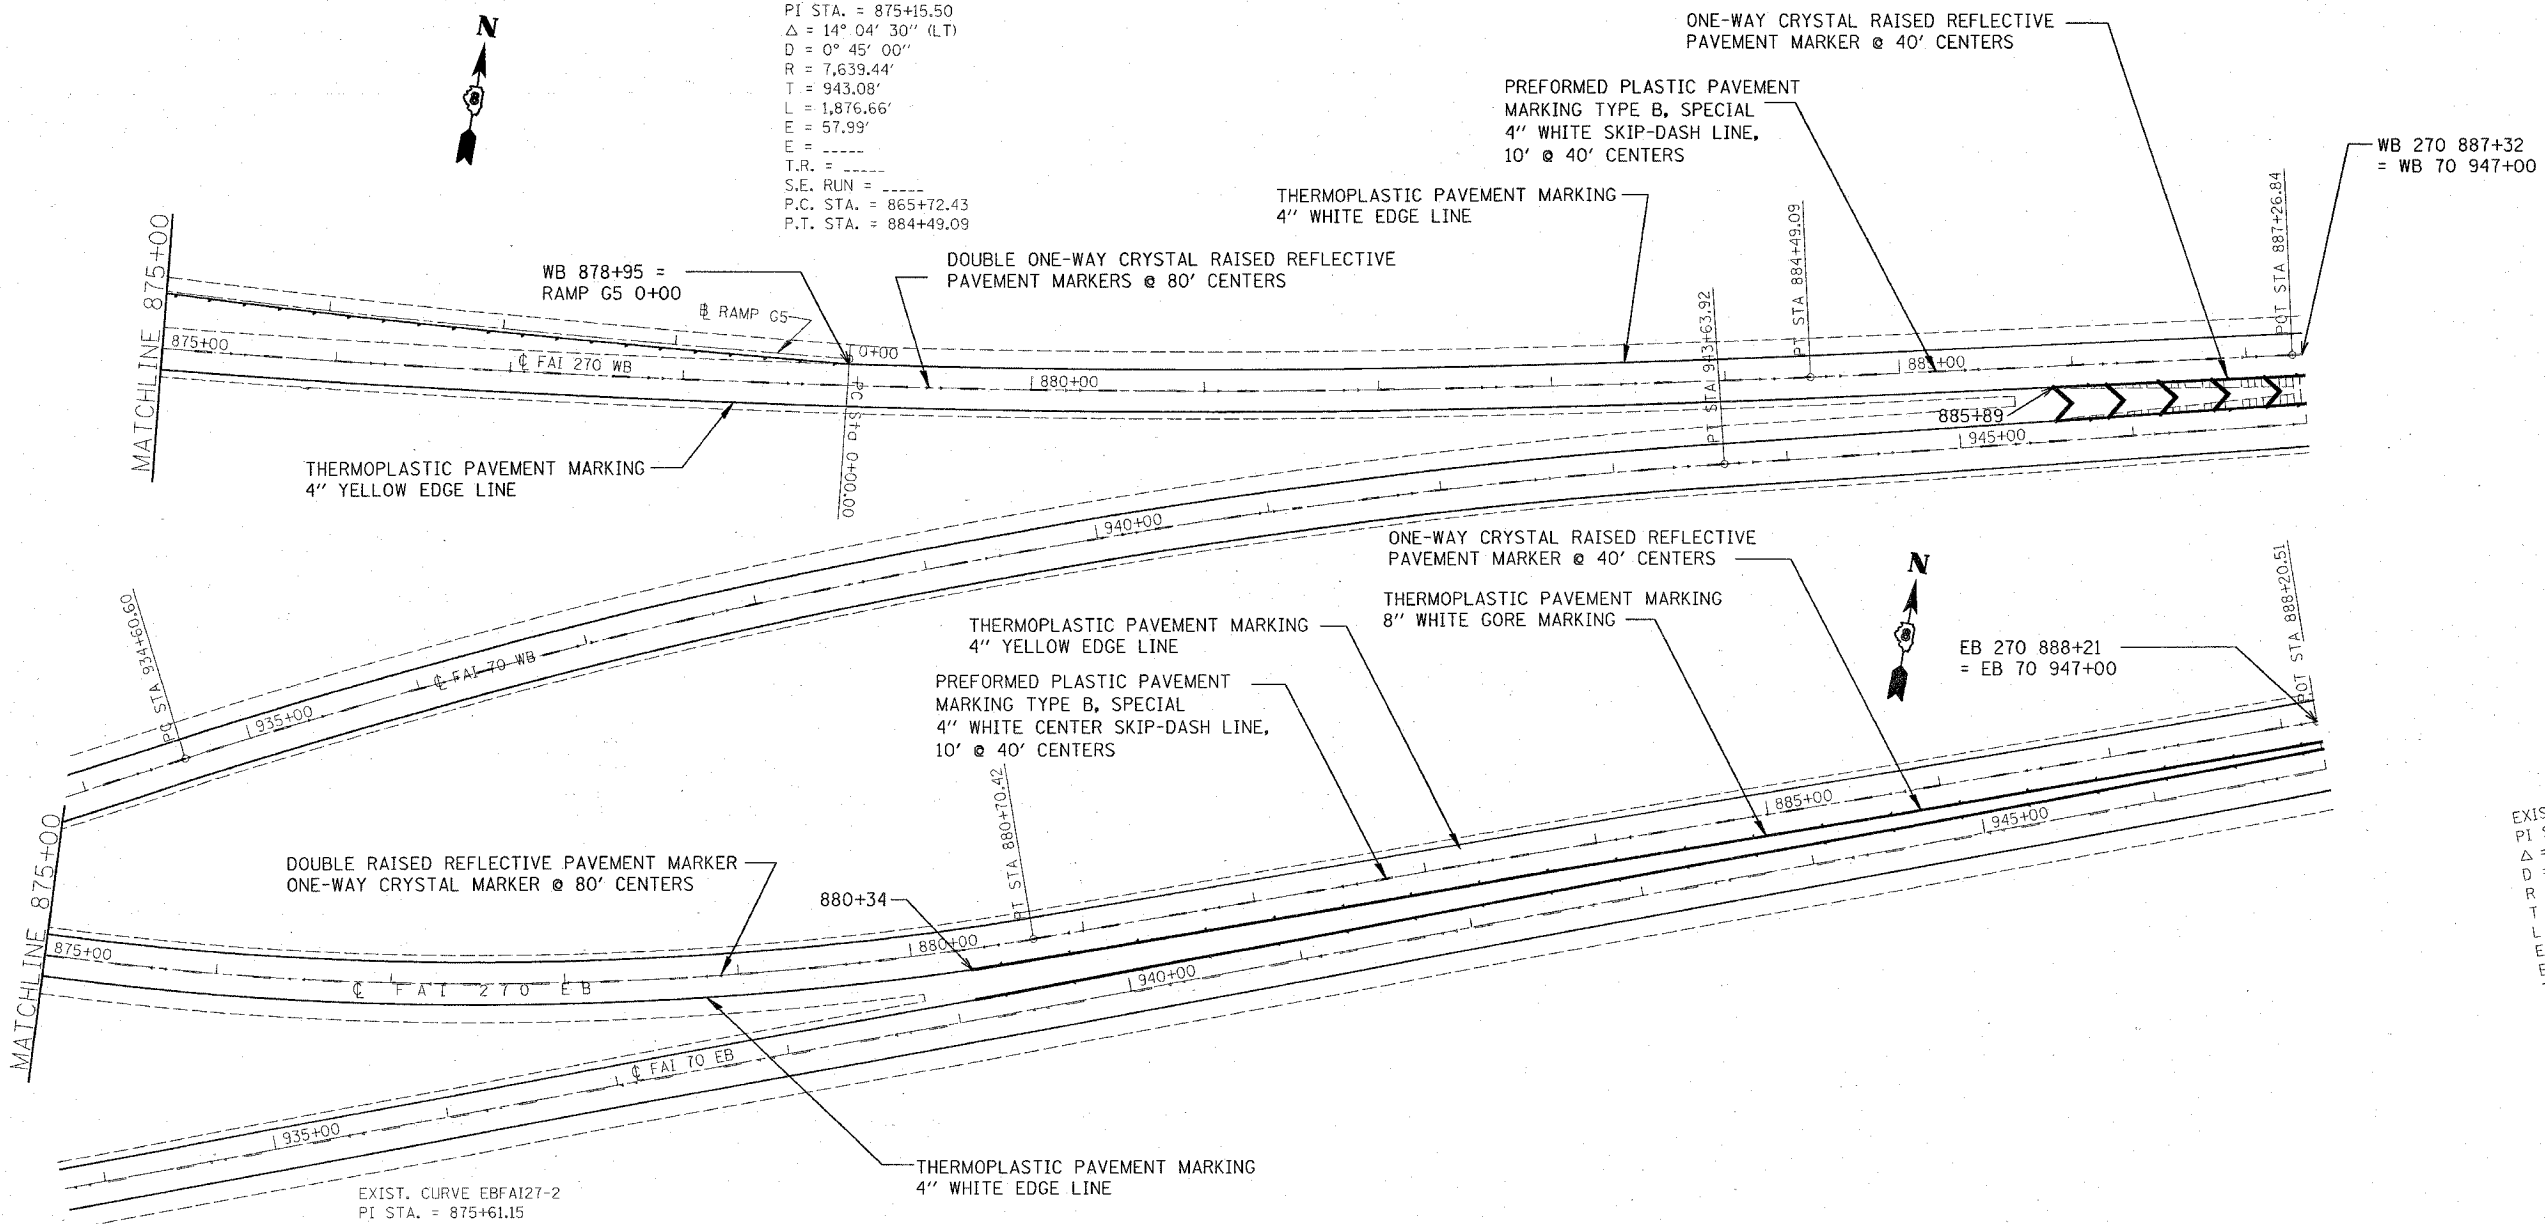 PI STA. = 875+15.50
Δ = 14° 04' 30" (LT)
D = 0° 45' 00"
R = 7,639.44'
T = 943.08'
L = 1,876.66'
E = 57.99'
E = _____
T.R. = _____
S.E. RUN = _____
P.C. STA. = 865+72.43
P.T. STA. = 884+49.09
N
8
ONE-WAY CRYSTAL RAISED REFLECTIVE
PAVEMENT MARKER @ 40' CENTERS
PREFORMED PLASTIC PAVEMENT
MARKING TYPE B, SPECIAL
4" WHITE SKIP-DASH LINE,
10' @ 40' CENTERS
WB 270 887+32
= WB 70 947+00
THERMOPLASTIC PAVEMENT MARKING
4" WHITE EDGE LINE
DOUBLE ONE-WAY CRYSTAL RAISED REFLECTIVE
PAVEMENT MARKERS @ 80' CENTERS
WB 878+95 =
RAMP G5 0+00
℄ RAMP G5
MATCHLINE 875+00
875+00
℄ FAI 270 WB
0+00
PC Sta 0+00.00
880+00
PI STA 943+63.92
PT STA 884+49.09
885+00
POT STA 887+26.84
885+89
945+00
THERMOPLASTIC PAVEMENT MARKING
4" YELLOW EDGE LINE
940+00
℄ FAI 70 WB
935+00
PC STA 934+60.60
ONE-WAY CRYSTAL RAISED REFLECTIVE
PAVEMENT MARKER @ 40' CENTERS
THERMOPLASTIC PAVEMENT MARKING
8" WHITE GORE MARKING
N
8
THERMOPLASTIC PAVEMENT MARKING
4" YELLOW EDGE LINE
PREFORMED PLASTIC PAVEMENT
MARKING TYPE B, SPECIAL
4" WHITE CENTER SKIP-DASH LINE,
10' @ 40' CENTERS
EB 270 888+21
= EB 70 947+00
POT STA 888+20.51
PT STA 880+70.42
885+00
945+00
DOUBLE RAISED REFLECTIVE PAVEMENT MARKER
ONE-WAY CRYSTAL MARKER @ 80' CENTERS
880+34
MATCHLINE 875+00
875+00
℄ FAI 270 EB
880+00
940+00
℄ FAI 70 EB
935+00
THERMOPLASTIC PAVEMENT MARKING
4" WHITE EDGE LINE
EXIST. CURVE EBFAI27-2
PI STA. = 875+61.15
EXIS
PI S
Δ =
D =
R
T
L
E
E